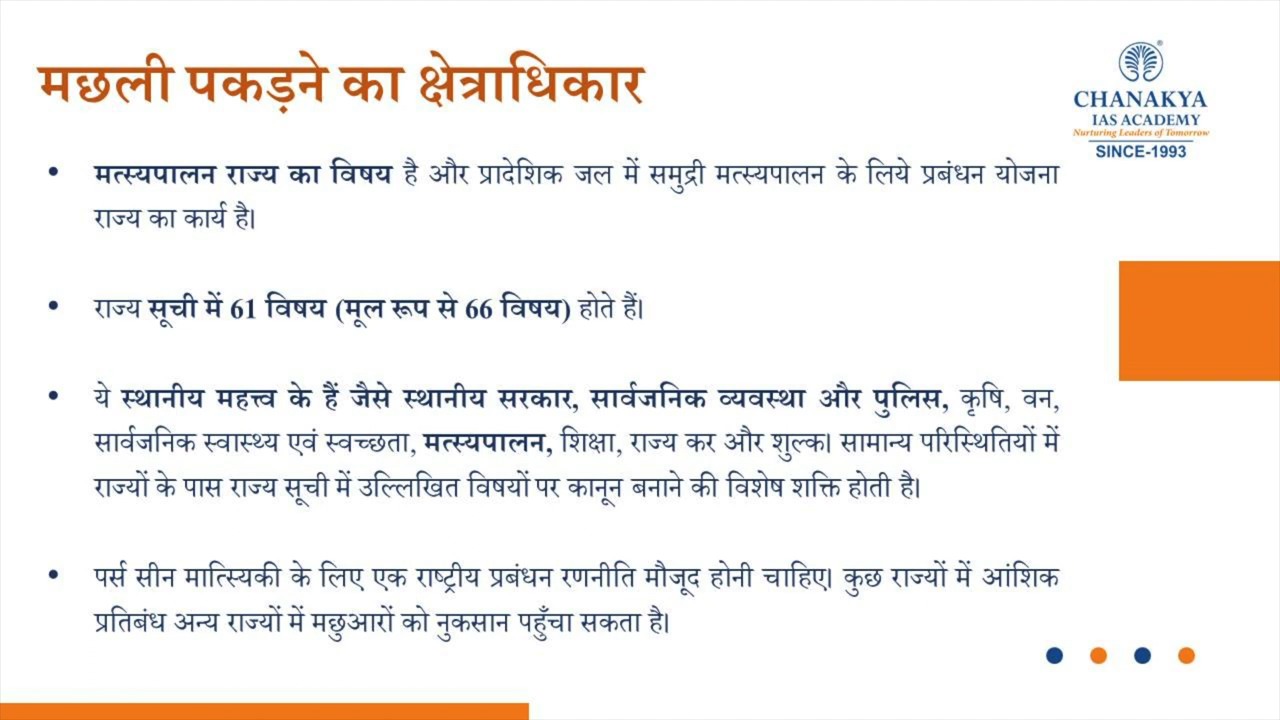 मछली पकड़ने का क्षेत्राधिकार
CHANAKYA
IAS ACADEMY
Nurturing Leaders of Tomorrow
SINCE-1993
• मत्स्यपालन राज्य का विषय है और प्रादेशिक जल में समुद्री मत्स्यपालन के लिये प्रबंधन योजना
राज्य का कार्य है।
• राज्य सूची में 61 विषय (मूल रूप से 66 विषय) होते हैं।
• ये स्थानीय महत्त्व के हैं जैसे स्थानीय सरकार, सार्वजनिक व्यवस्था और पुलिस, कृषि, वन,
सार्वजनिक स्वास्थ्य एवं स्वच्छता, मत्स्यपालन, शिक्षा, राज्य कर और शुल्क। सामान्य परिस्थितियों में
राज्यों के पास राज्य सूची में उल्लिखित विषयों पर कानून बनाने की विशेष शक्ति होती है।
• पर्स सीन मात्स्यिकी के लिए एक राष्ट्रीय प्रबंधन रणनीति मौजूद होनी चाहिए। कुछ राज्यों में आंशिक
प्रतिबंध अन्य राज्यों में मछुआरों को नुकसान पहुँचा सकता है।